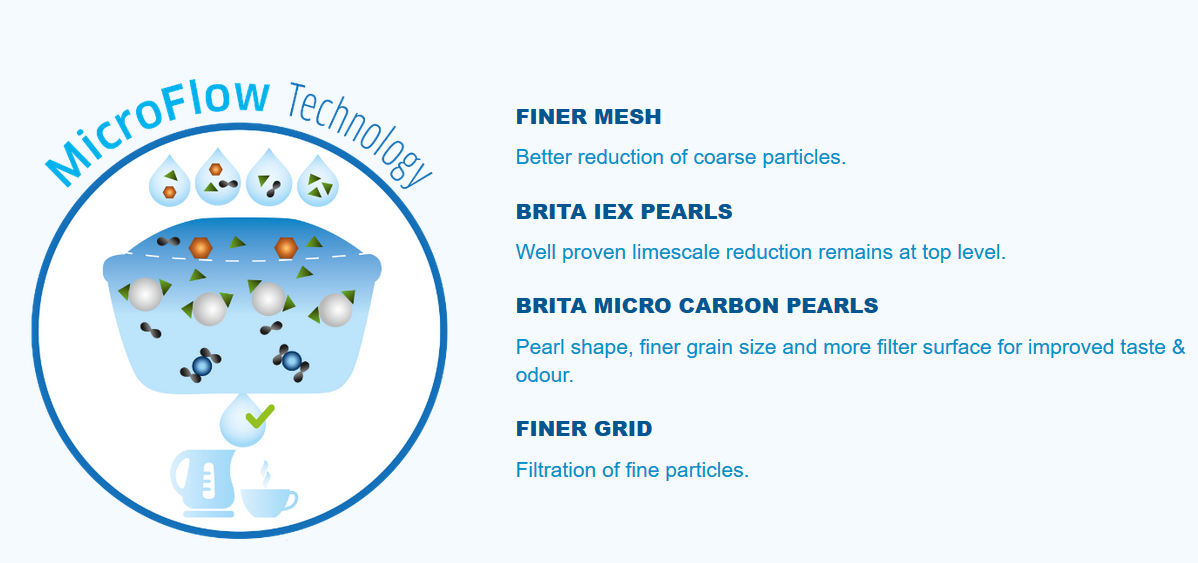 MicroFlow Technology
FINER MESH
Better reduction of coarse particles.
BRITA IEX PEARLS
Well proven limescale reduction remains at top level.
BRITA MICRO CARBON PEARLS
Pearl shape, finer grain size and more filter surface for improved taste &
odour.
FINER GRID
Filtration of fine particles.